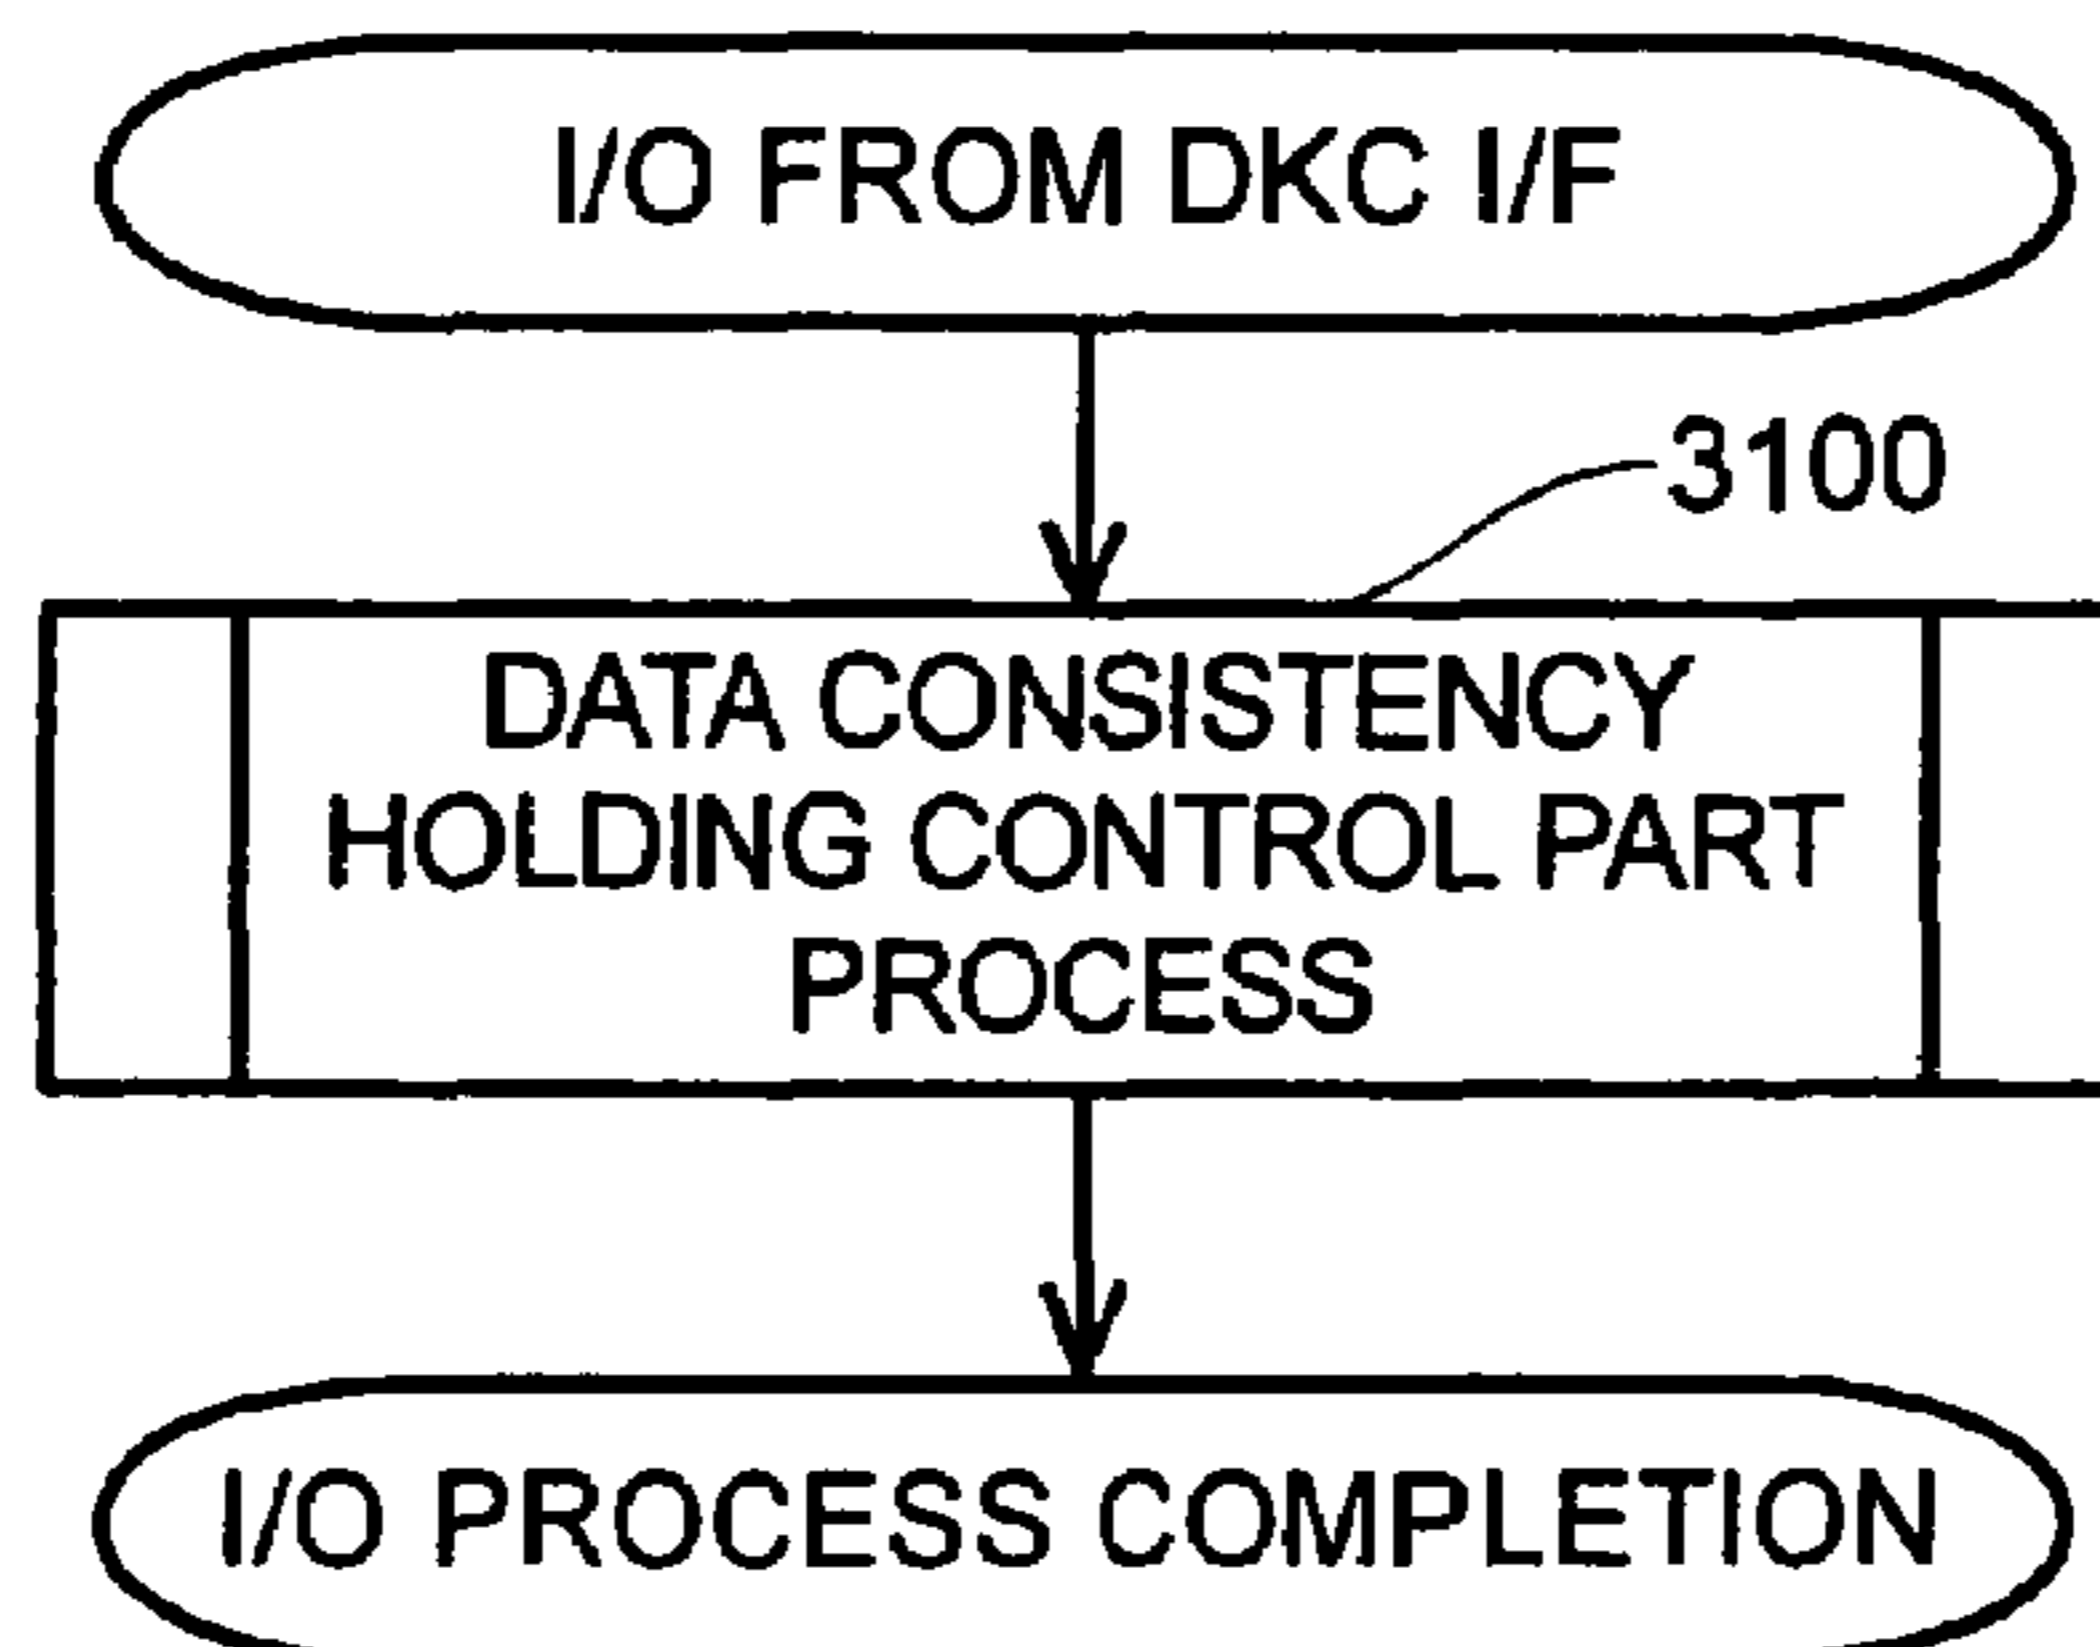 I/O FROM DKC I/F
3100
DATA CONSISTENCY
HOLDING CONTROL PART
PROCESS
I/O PROCESS COMPLETION